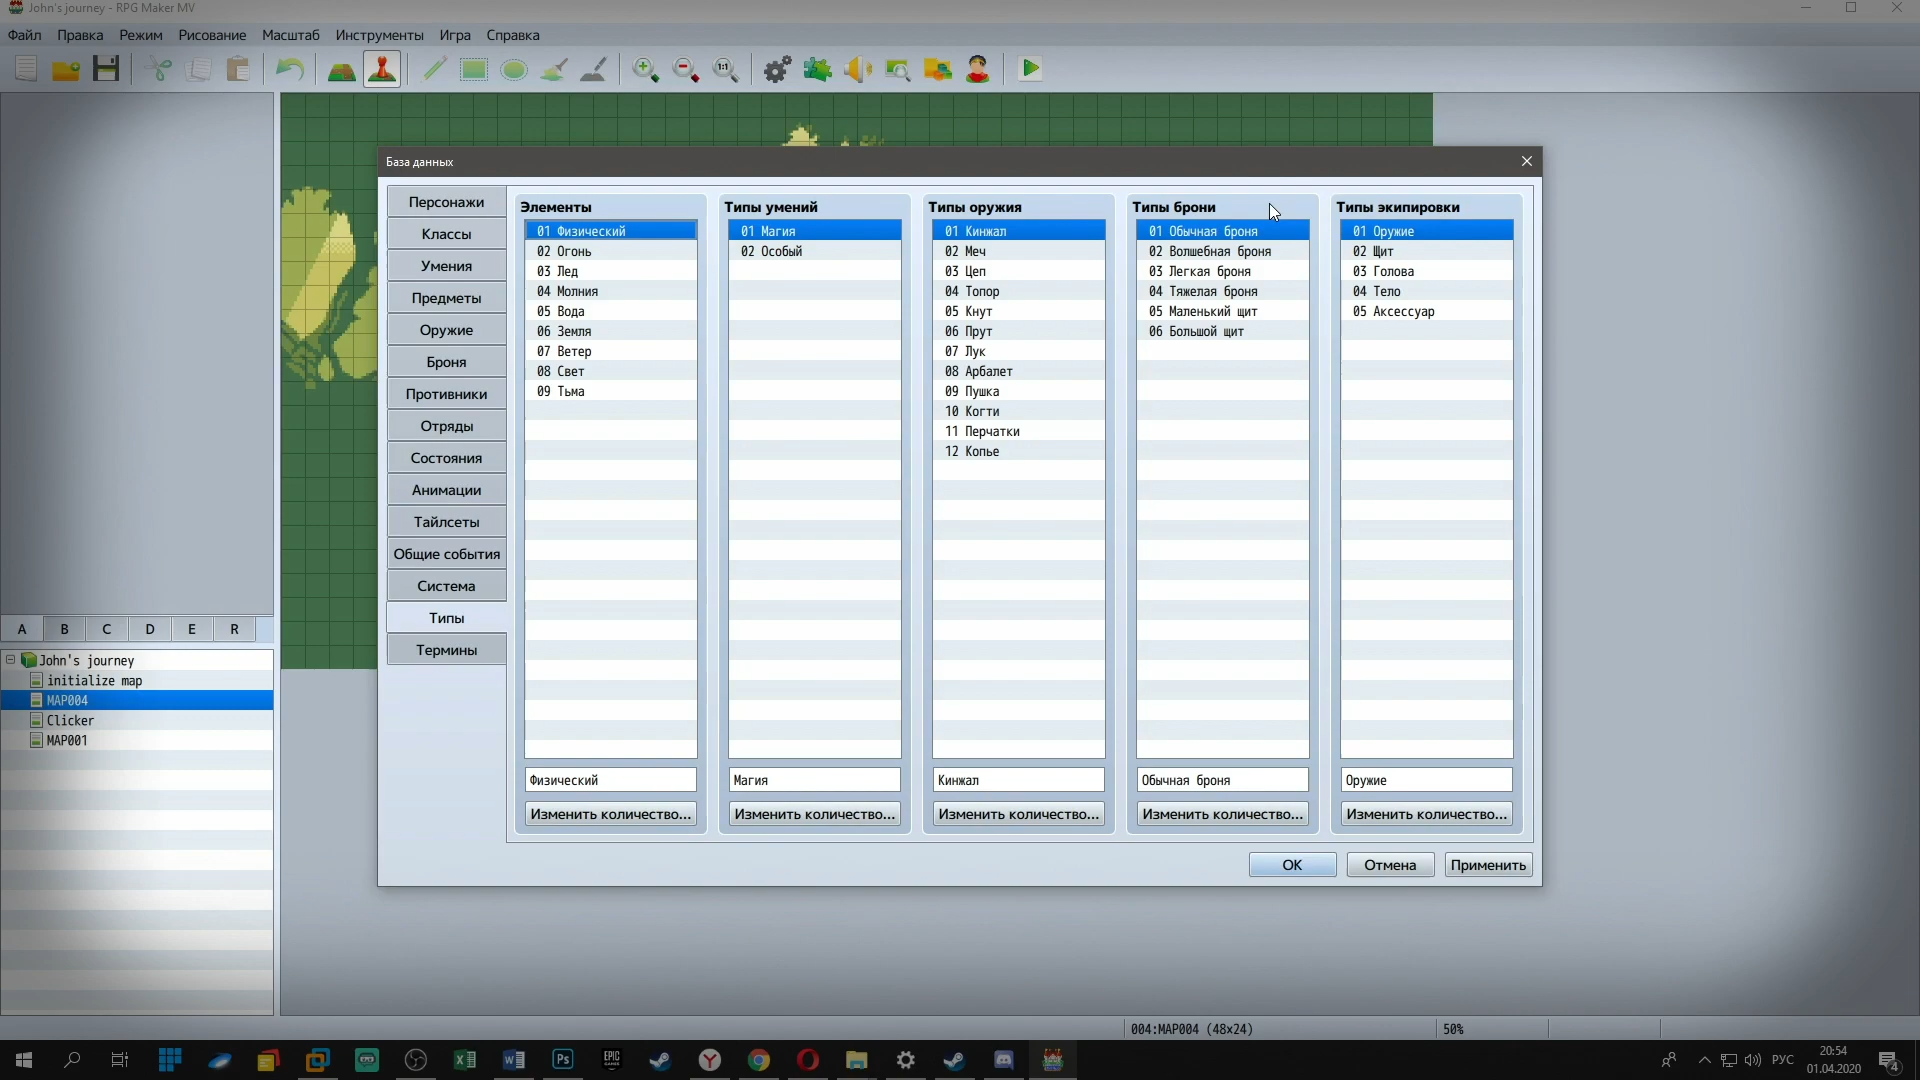 John's journey - RPG Maker MV
Файл Правка Режим Рисование Масштаб Инструменты Игра Справка
1:1
База данных
Персонажи
Классы
Умения
Предметы
Оружие
Броня
Противники
Отряды
Состояния
Анимации
Тайлсеты
Общие события
Система
Типы
Термины
Элементы
01 Физический
02 Огонь
03 Лед
04 Молния
05 Вода
06 Земля
07 Ветер
08 Свет
09 Тьма
Физический
Изменить количество...
Типы умений
01 Магия
02 Особый
Магия
Изменить количество...
Типы оружия
01 Кинжал
02 Меч
03 Цеп
04 Топор
05 Кнут
06 Прут
07 Лук
08 Арбалет
09 Пушка
10 Когти
11 Перчатки
12 Копье
Кинжал
Изменить количество...
Типы брони
01 Обычная броня
02 Волшебная броня
03 Легкая броня
04 Тяжелая броня
05 Маленький щит
06 Большой щит
Обычная броня
Изменить количество...
Типы экипировки
01 Оружие
02 Щит
03 Голова
04 Тело
05 Аксессуар
Оружие
Изменить количество...
OK Отмена Применить
A B C D E R
John's journey
initialize map
MAP004
Clicker
MAP001
004:MAP004 (48x24) 50%
Ps
EPIC
GAMES
РУС
20:54
01.04.2020
4